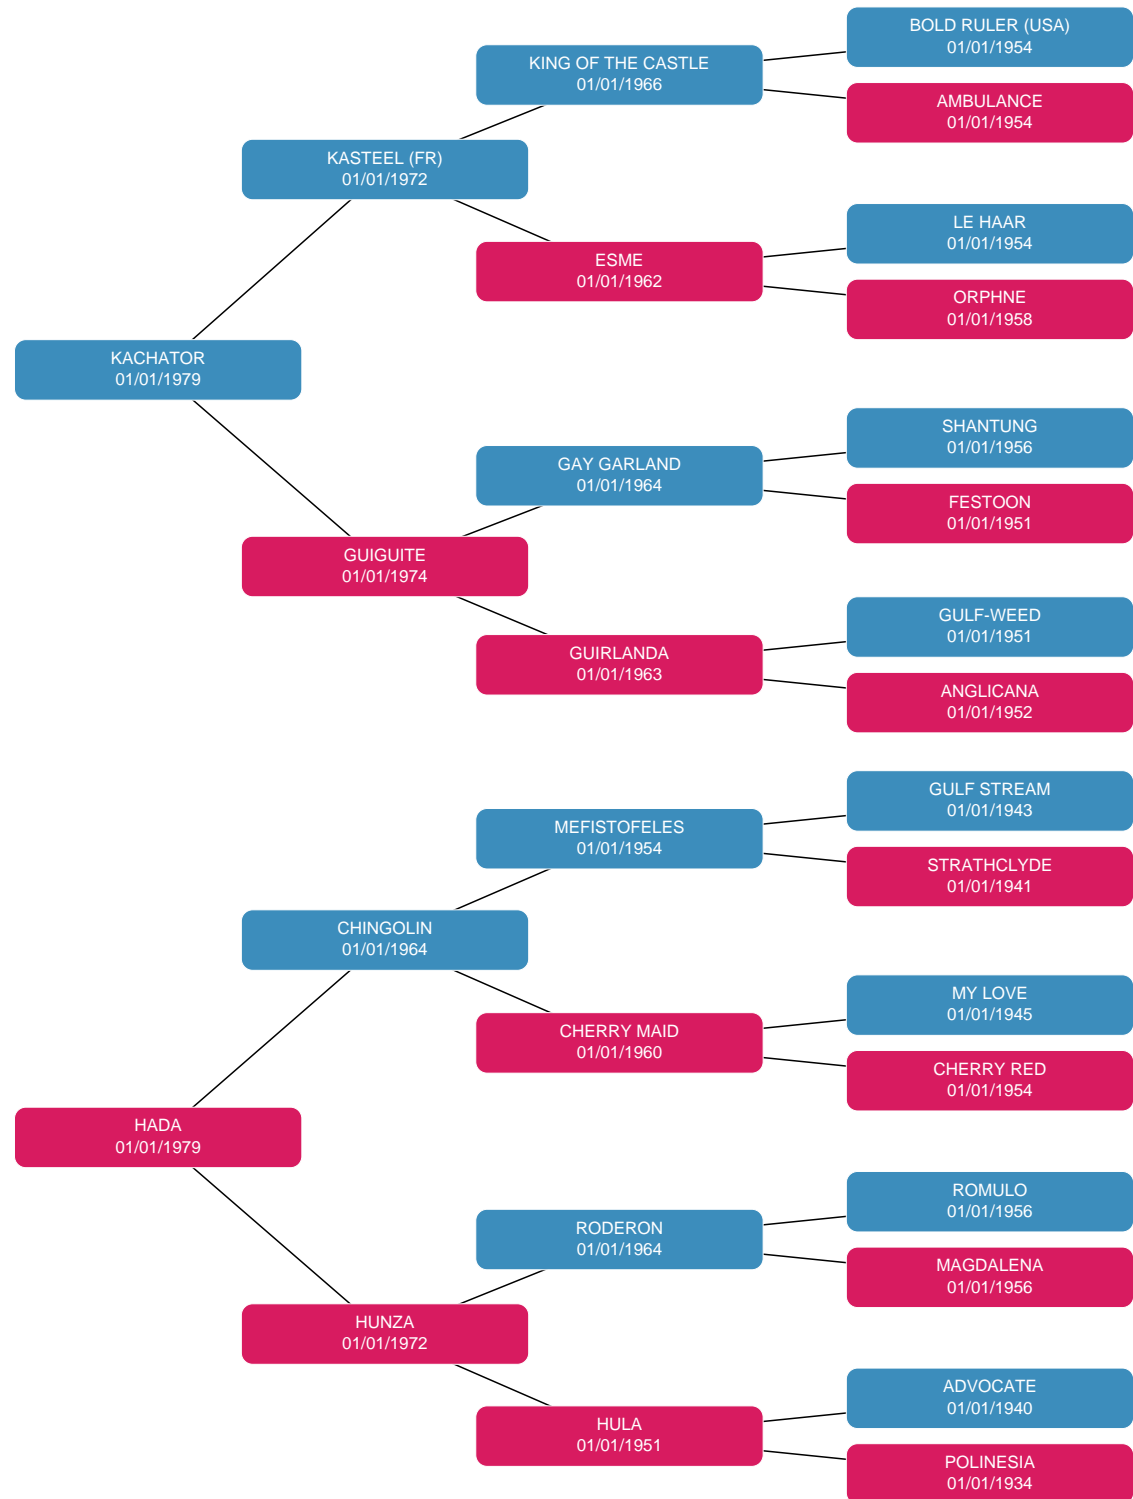 BOLD RULER (USA)
01/01/1954
KING OF THE CASTLE
01/01/1966
AMBULANCE
01/01/1954
KASTEEL (FR)
01/01/1972
LE HAAR
01/01/1954
ESME
01/01/1962
ORPHNE
01/01/1958
KACHATOR
01/01/1979
SHANTUNG
01/01/1956
GAY GARLAND
01/01/1964
FESTOON
01/01/1951
GUIGUITE
01/01/1974
GULF-WEED
01/01/1951
GUIRLANDA
01/01/1963
ANGLICANA
01/01/1952
GULF STREAM
01/01/1943
MEFISTOFELES
01/01/1954
STRATHCLYDE
01/01/1941
CHINGOLIN
01/01/1964
MY LOVE
01/01/1945
CHERRY MAID
01/01/1960
CHERRY RED
01/01/1954
HADA
01/01/1979
ROMULO
01/01/1956
RODERON
01/01/1964
MAGDALENA
01/01/1956
HUNZA
01/01/1972
ADVOCATE
01/01/1940
HULA
01/01/1951
POLINESIA
01/01/1934